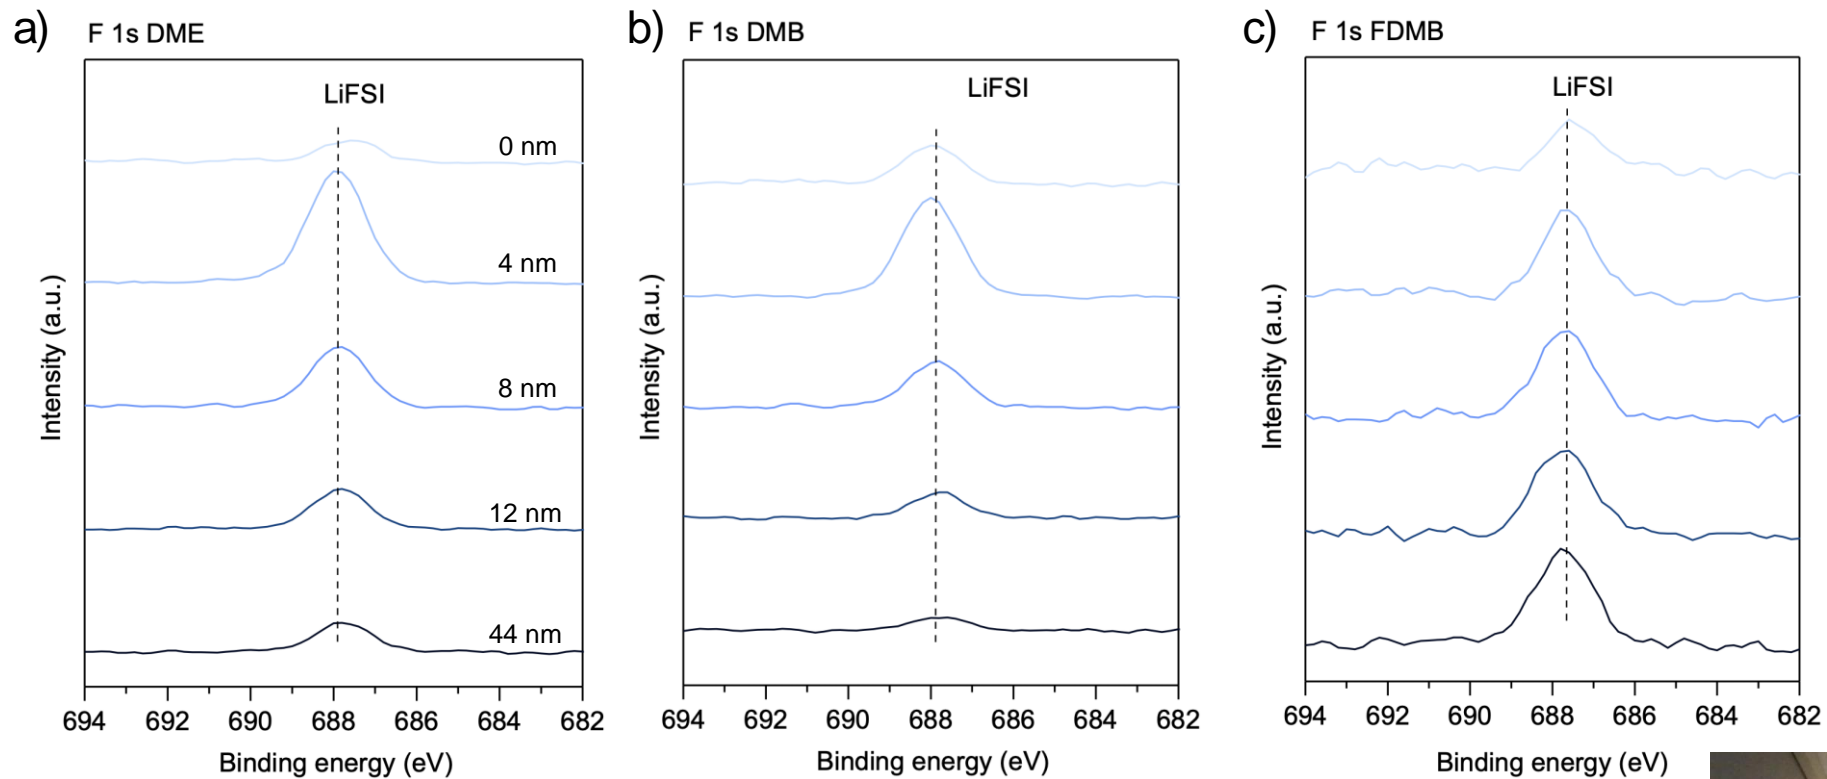 a) F 1s DME
LiFSI
0 nm
4 nm
8 nm
12 nm
44 nm
Intensity (a.u.)
694 692 690 688 686 684 682
Binding energy (eV)
b) F 1s DMB
LiFSI
Intensity (a.u.)
694 692 690 688 686 684 682
Binding energy (eV)
c) F 1s FDMB
LiFSI
Intensity (a.u.)
694 692 690 688 686 684 682
Binding energy (eV)